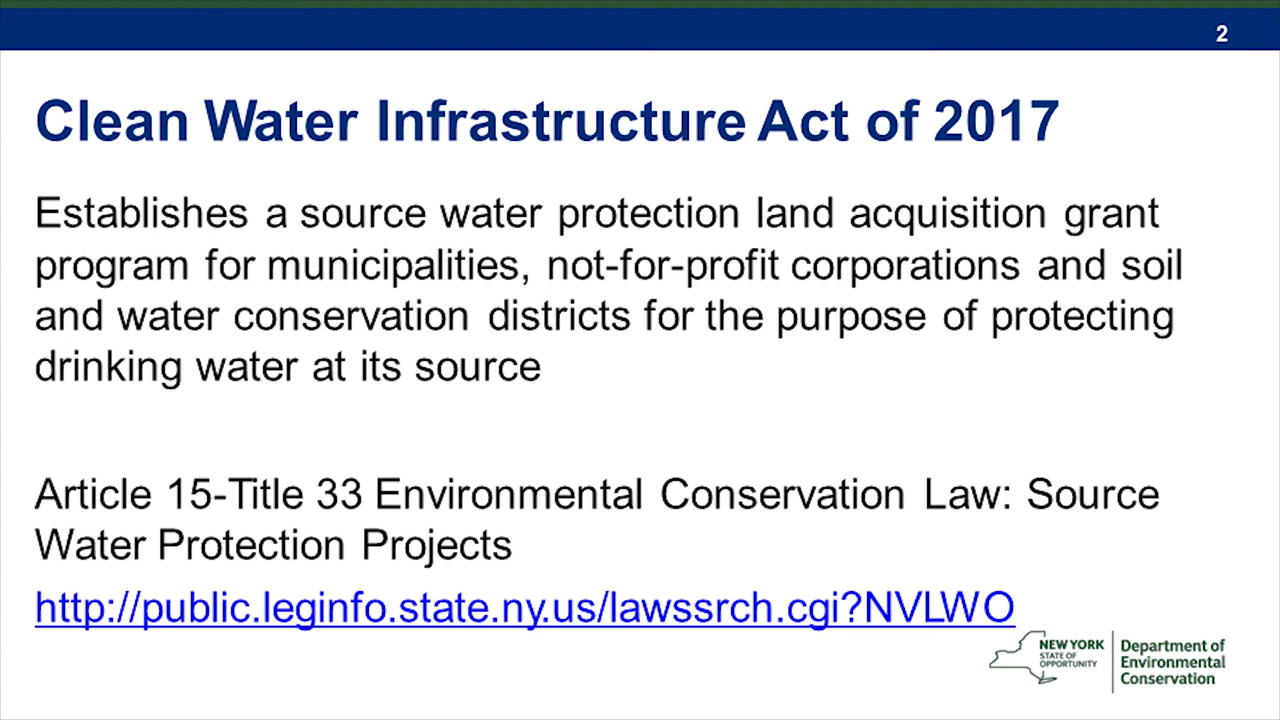 2
Clean Water Infrastructure Act of 2017
Establishes a source water protection land acquisition grant
program for municipalities, not-for-profit corporations and soil
and water conservation districts for the purpose of protecting
drinking water at its source
Article 15-Title 33 Environmental Conservation Law: Source
Water Protection Projects
http://public.leginfo.state.ny.us/lawssrch.cgi?NVLWO
NEW YORK
STATE OF
OPPORTUNITY
Department of
Environmental
Conservation